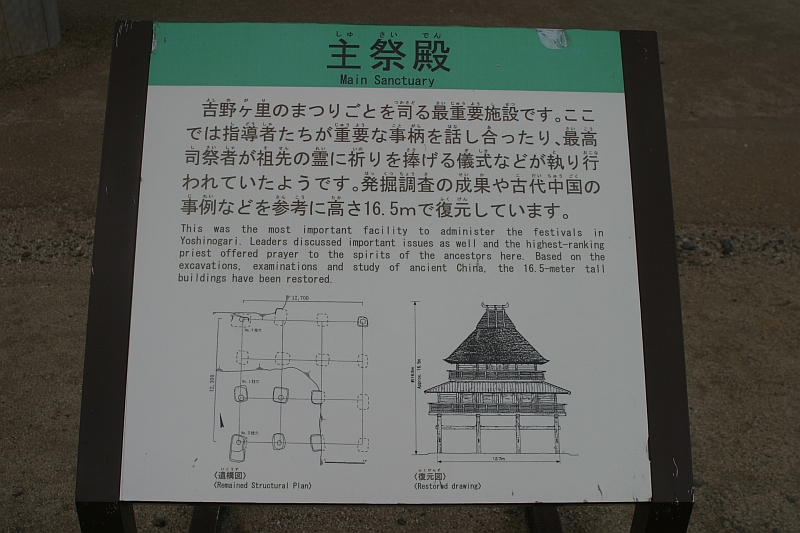 主祭殿
Main Sanctuary
吉野ヶ里のまつりごとを司る最重要施設です。ここ
では指導者たちが重要な事柄を話し合ったり、最高
司祭者が祖先の霊に祈りを捧げる儀式などが執り行
われていたようです。発掘調査の成果や古代中国の
事例などを参考に高さ16.5mで復元しています。
This was the most important facility to administer the festivals in
Yoshinogari. Leaders discussed important issues as well and the highest-ranking
priest offered prayer to the spirits of the ancestors here. Based on the
excavations, examinations and study of ancient China, the 16.5-meter tall
buildings have been restored.
12,700
12,300
Approx. 16.5m
12.7m
〈遺構図〉
〈Remained Structural Plan〉
〈復元図〉
〈Restored drawing〉